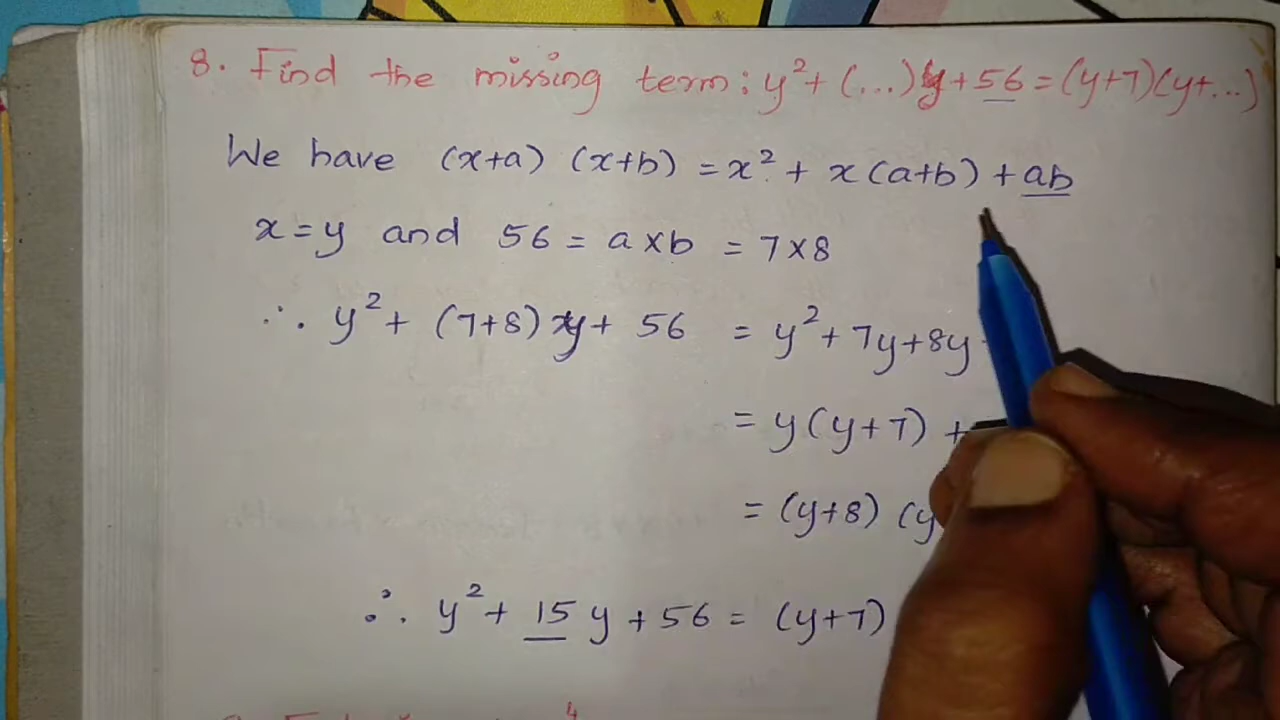 8. Find the missing term: y² + (...)y + 56 = (y+7)(y+...)
We have (x+a) (x+b) = x² + x(a+b) + ab
x = y and 56 = a×b = 7×8
∴ y² + (7+8) y + 56 = y² + 7y + 8y
= y(y+7) +
= (y+8) (y
∴ y² + 15 y + 56 = (y+7)